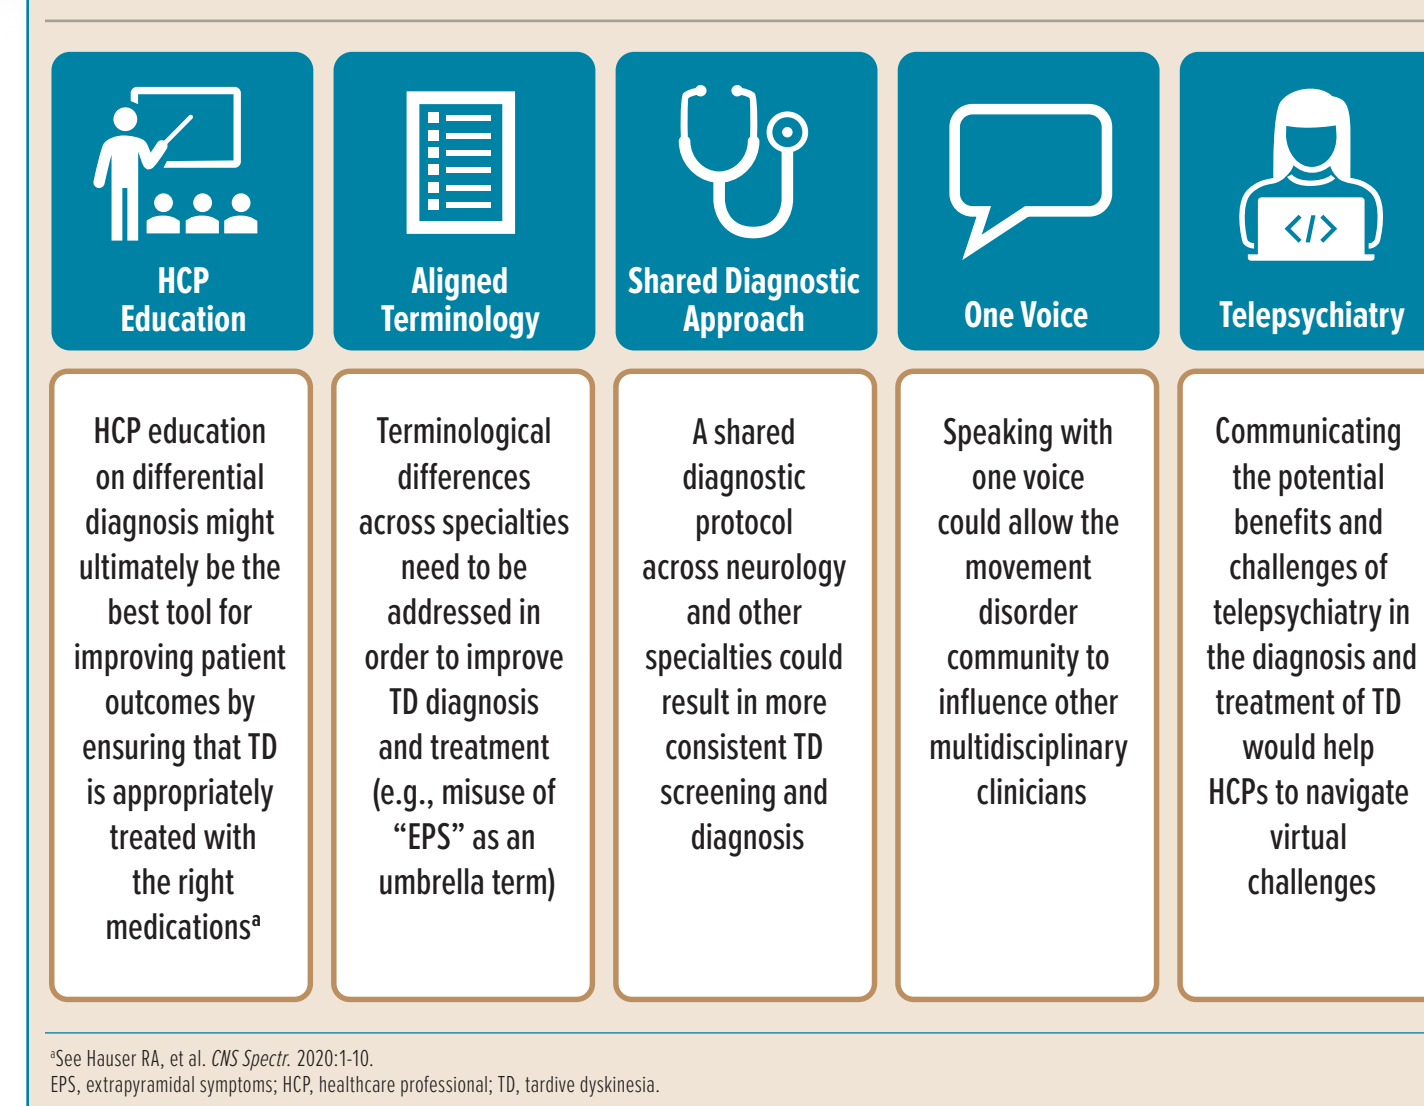 HCP
Education
Aligned
Terminology
Shared Diagnostic
Approach
One Voice
</>
Telepsychiatry
HCP education
on differential
diagnosis might
ultimately be the
best tool for
improving patient
outcomes by
ensuring that TD
is appropriately
treated with
the right
medicationsᵃ
Terminological
differences
across specialties
need to be
addressed in
order to improve
TD diagnosis
and treatment
(e.g., misuse of
“EPS” as an
umbrella term)
A shared
diagnostic
protocol
across neurology
and other
specialties could
result in more
consistent TD
screening and
diagnosis
Speaking with
one voice
could allow the
movement
disorder
community to
influence other
multidisciplinary
clinicians
Communicating
the potential
benefits and
challenges of
telepsychiatry in
the diagnosis and
treatment of TD
would help
HCPs to navigate
virtual
challenges
ᵃSee Hauser RA, et al. CNS Spectr. 2020:1-10.
EPS, extrapyramidal symptoms; HCP, healthcare professional; TD, tardive dyskinesia.